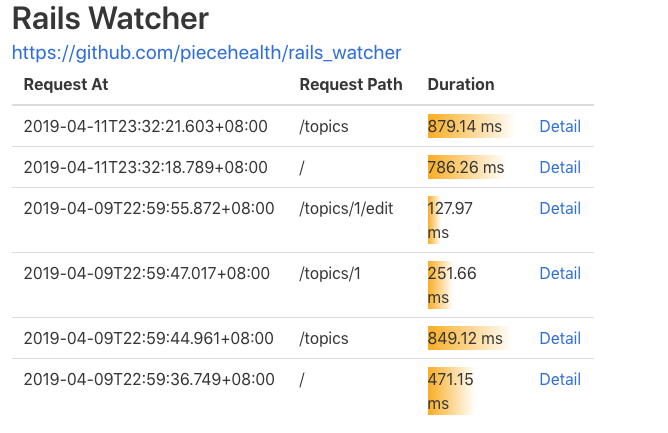 Rails Watcher
https://github.com/piecehealth/rails_watcher
Request At Request Path Duration
2019-04-11T23:32:21.603+08:00 /topics 879.14 ms Detail
2019-04-11T23:32:18.789+08:00 / 786.26 ms Detail
2019-04-09T22:59:55.872+08:00 /topics/1/edit 127.97 Detail
ms
2019-04-09T22:59:47.017+08:00 /topics/1 251.66 Detail
ms
2019-04-09T22:59:44.961+08:00 /topics 849.12 ms Detail
2019-04-09T22:59:36.749+08:00 / 471.15 Detail
ms